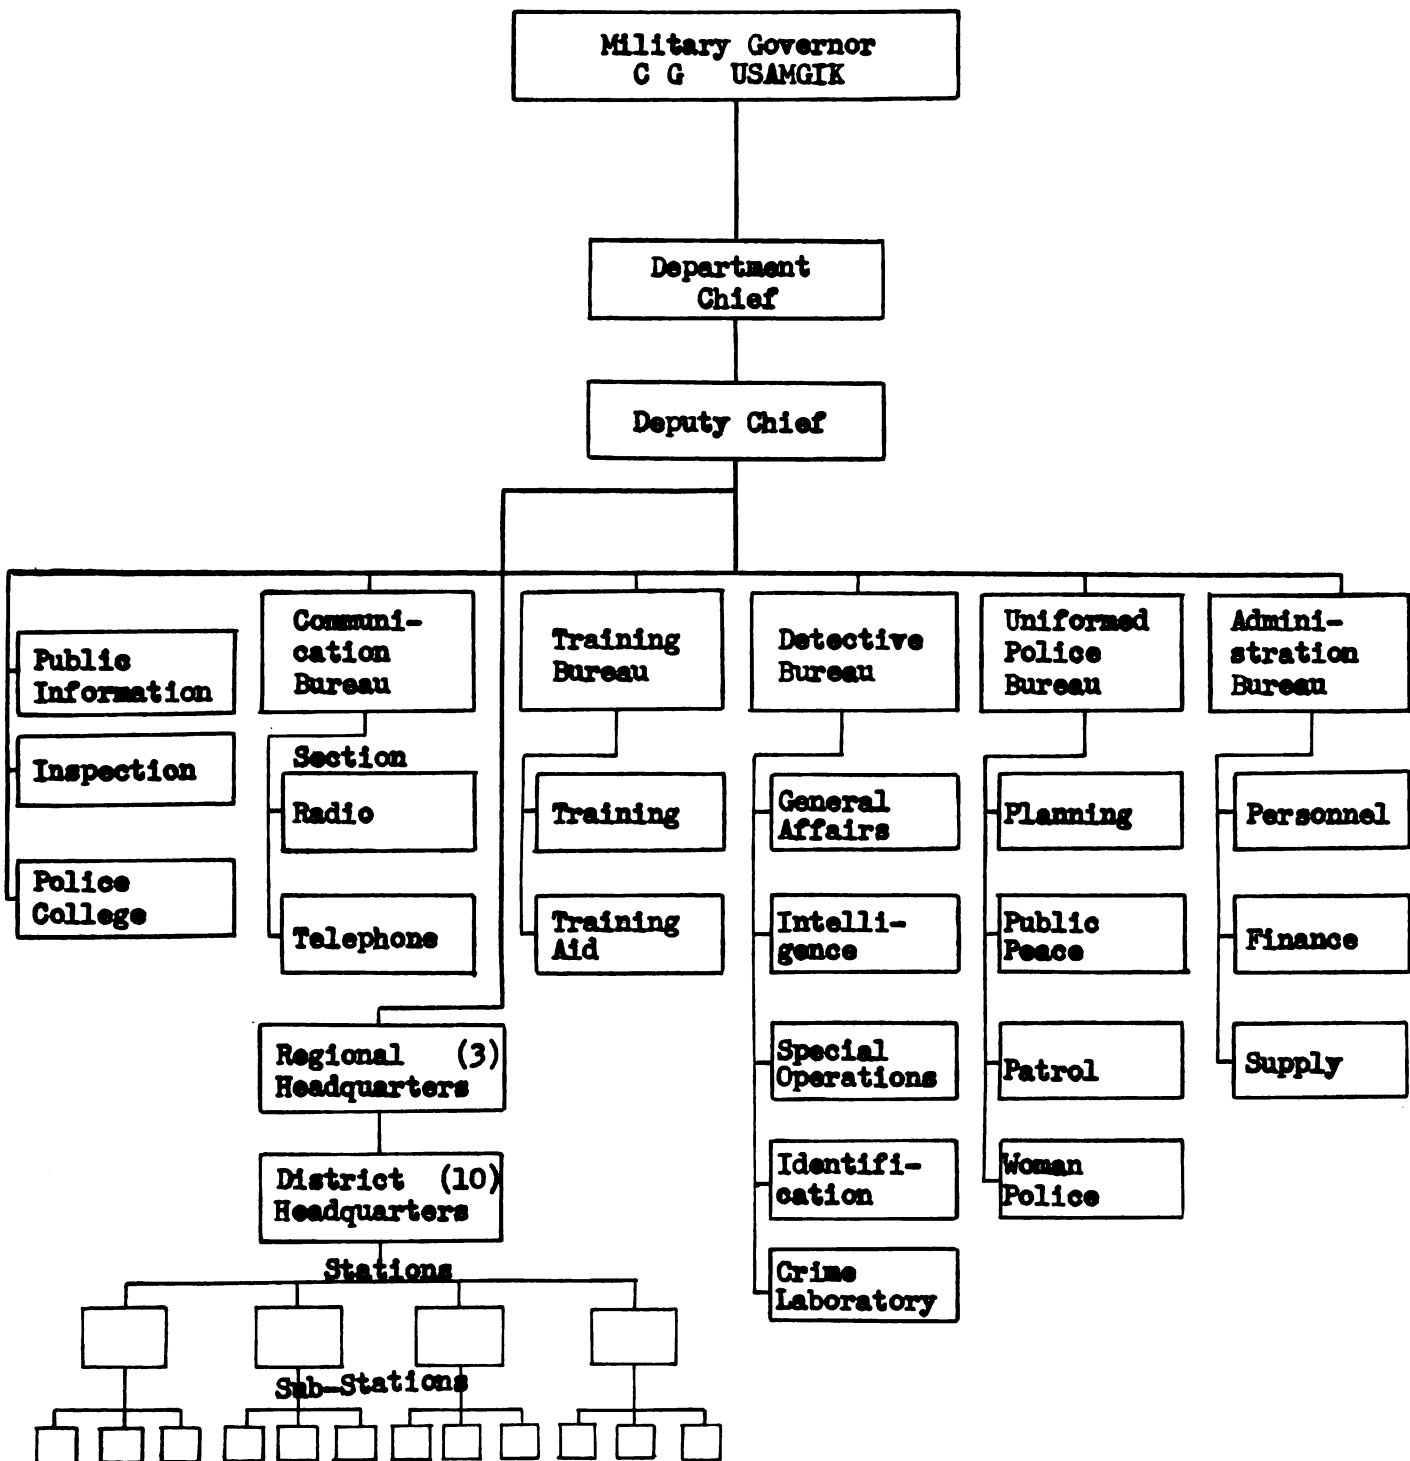 Military Governor
C G USAMGIK
Department
Chief
Deputy Chief
Public
Information
Inspection
Police
College
Communi-
cation
Bureau
Section
Radio
Telephone
Training
Bureau
Training
Training
Aid
Detective
Bureau
General
Affairs
Intelli-
gence
Special
Operations
Identifi-
cation
Crime
Laboratory
Uniformed
Police
Bureau
Planning
Public
Peace
Patrol
Woman
Police
Admini-
stration
Bureau
Personnel
Finance
Supply
Regional (3)
Headquarters
District (10)
Headquarters
Stations
Sub-Stations